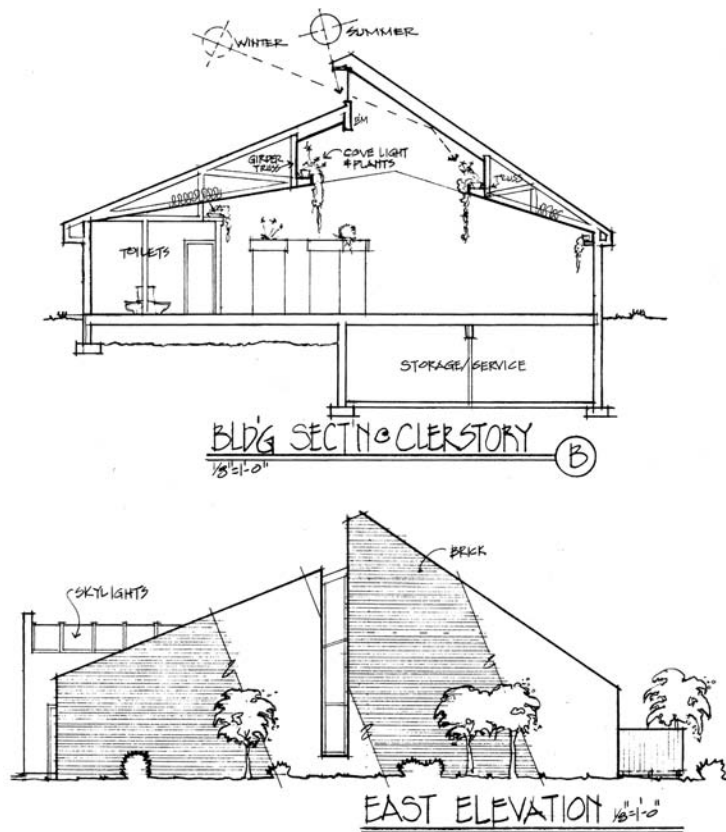 WINTER
SUMMER
BM
GIRDER
TRUSS
COVE LIGHT
& PLANTS
TRUSS
TOILETS
STORAGE/SERVICE
BLD'G SECT'N @ CLERSTORY
B
1/8"=1'-0"
BRICK
SKYLIGHTS
EAST ELEVATION 1/8"=1'-0"